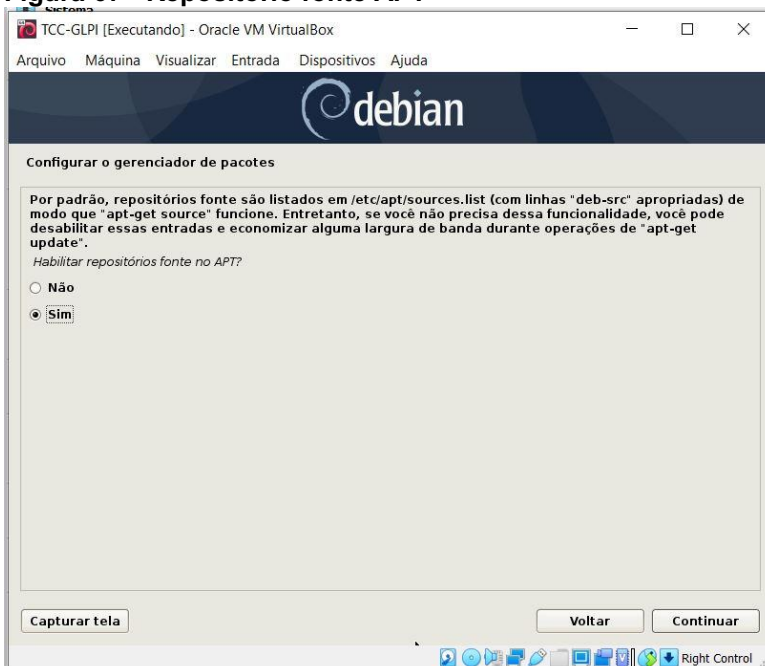 TCC-GLPI [Executando] - Oracle VM VirtualBox
Arquivo Máquina Visualizar Entrada Dispositivos Ajuda
debian
Configurar o gerenciador de pacotes
Por padrão, repositórios fonte são listados em /etc/apt/sources.list (com linhas "deb-src" apropriadas) de
modo que "apt-get source" funcione. Entretanto, se você não precisa dessa funcionalidade, você pode
desabilitar essas entradas e economizar alguma largura de banda durante operações de "apt-get
update".
Habilitar repositórios fonte no APT?
Não
Sim
Capturar tela
Voltar
Continuar
Right Control